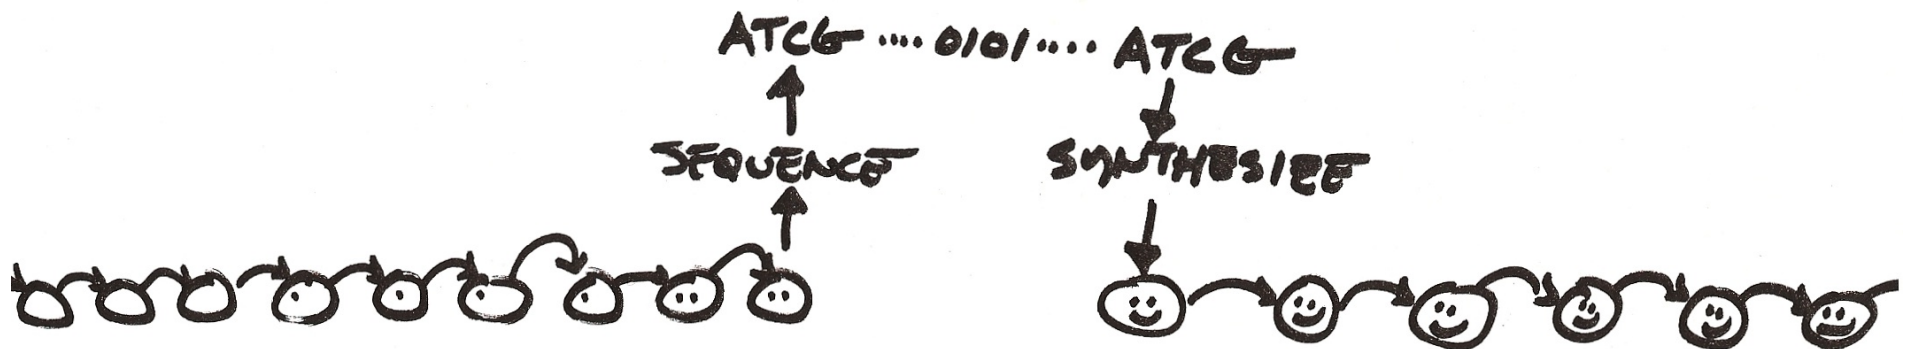 ATCG .... 0101 .... ATCG
SEQUENCE SYNTHESIZE